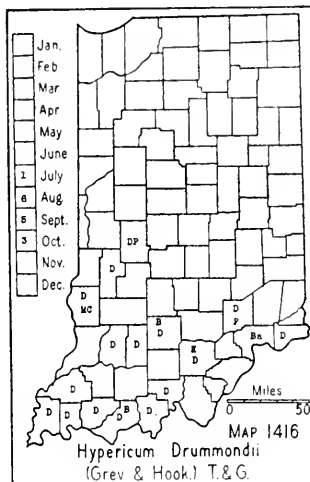 Jan.
Feb
Mar
Apr
May
June
1 July
6 Aug.
5 Sept.
3 Oct.
Nov.
Dec.
DP
D
D
MC
B
D
D
P
D D
K
D
Ba D
D
D
D D D D B D.
Miles
0 50
MAP 1416
Hypericum Drummondii
(Grev & Hook.) T.& G.